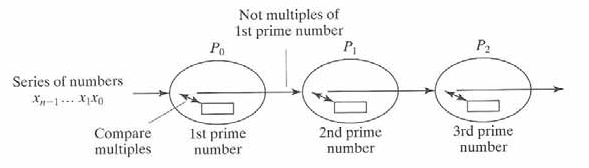 Not multiples of
1st prime number
P₀
P₁
P₂
Series of numbers
xₙ₋₁ … x₁x₀
Compare
multiples
1st prime
number
2nd prime
number
3rd prime
number